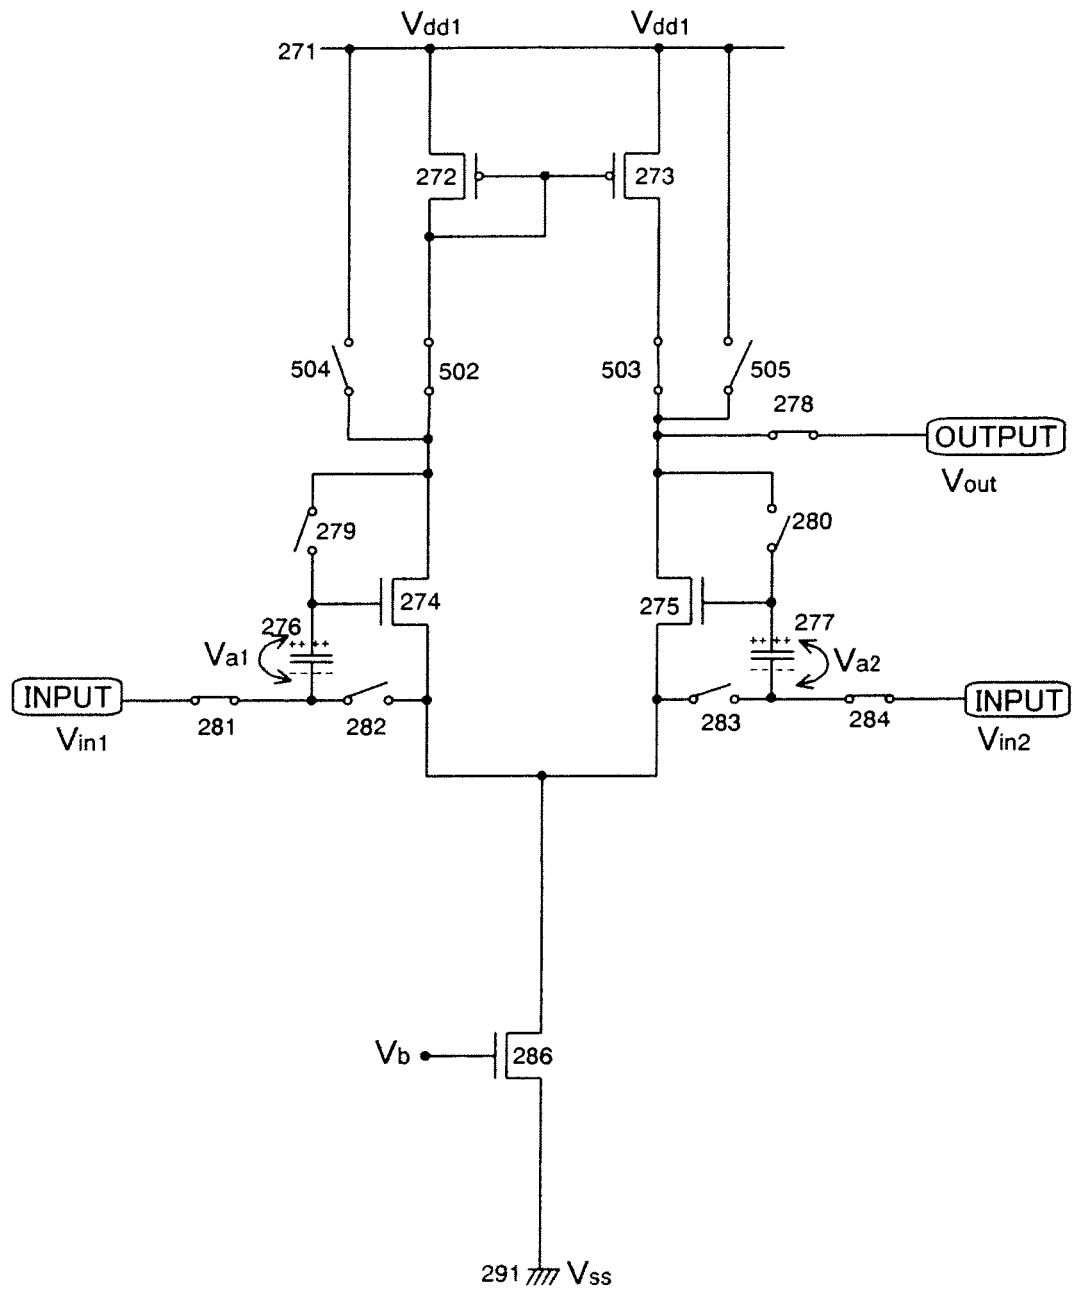 Vdd1 Vdd1
271
272 273
504 502 503 505
278
OUTPUT
Vout
279 280
274 275
276 277
++ ++ ++ ++
Va1 Va2
---- ----
INPUT INPUT
281 282 283 284
Vin1 Vin2
Vb 286
291 Vss